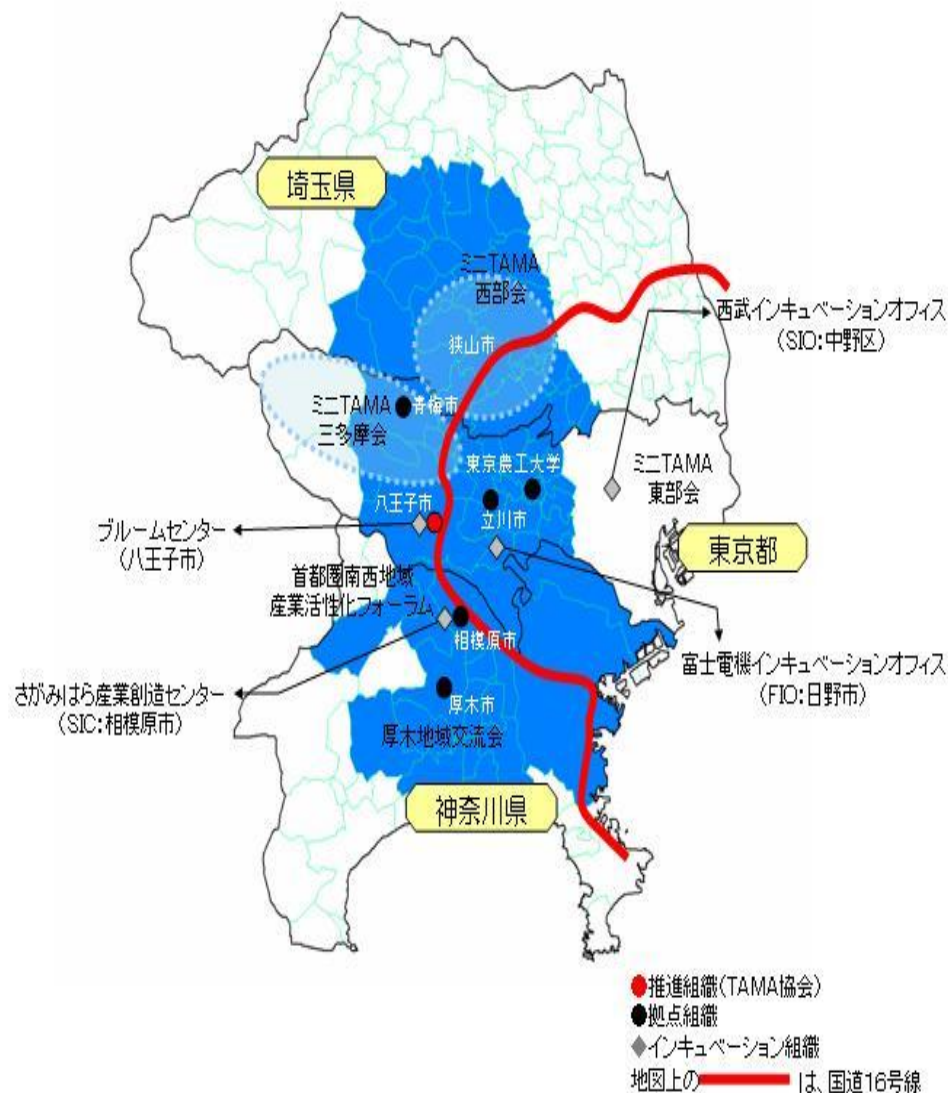 埼玉県
ミニTAMA
西部会
狭山市
西武インキュベーションオフィス
(SIO:中野区)
ミニTAMA
三多摩会
青梅市
東京農工大学
立川市
ミニTAMA
東部会
八王子市
ブルームセンター
(八王子市)
東京都
首都圏南西地域
産業活性化フォーラム
相模原市
富士電機インキュベーションオフィス
(FIO:日野市)
さがみはら産業創造センター
(SIC:相模原市)
厚木市
厚木地域交流会
神奈川県
推進組織(TAMA協会)
拠点組織
インキュベーション組織
地図上の は、国道16号線